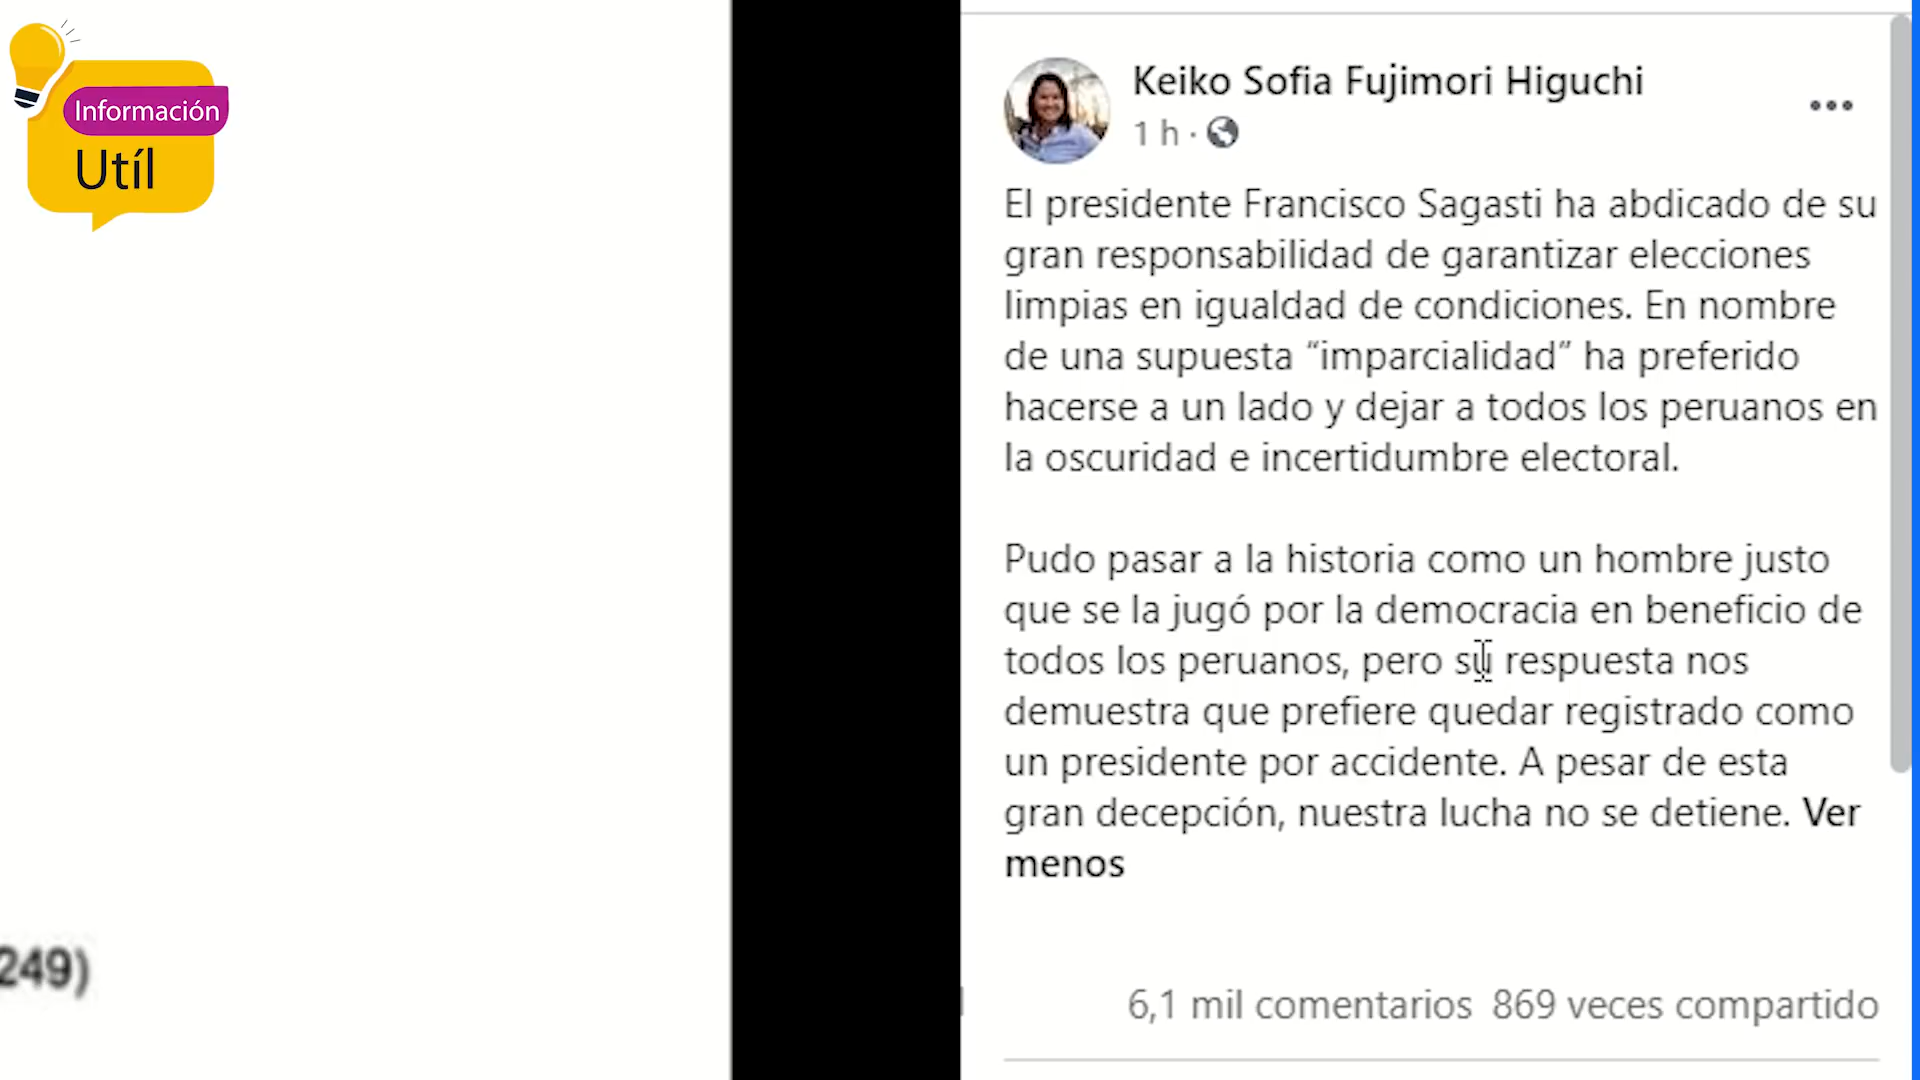 Información
Utíl
249)
Keiko Sofia Fujimori Higuchi
1 h ·
El presidente Francisco Sagasti ha abdicado de su
gran responsabilidad de garantizar elecciones
limpias en igualdad de condiciones. En nombre
de una supuesta “imparcialidad” ha preferido
hacerse a un lado y dejar a todos los peruanos en
la oscuridad e incertidumbre electoral.
Pudo pasar a la historia como un hombre justo
que se la jugó por la democracia en beneficio de
todos los peruanos, pero su respuesta nos
demuestra que prefiere quedar registrado como
un presidente por accidente. A pesar de esta
gran decepción, nuestra lucha no se detiene. Ver
menos
6,1 mil comentarios 869 veces compartido